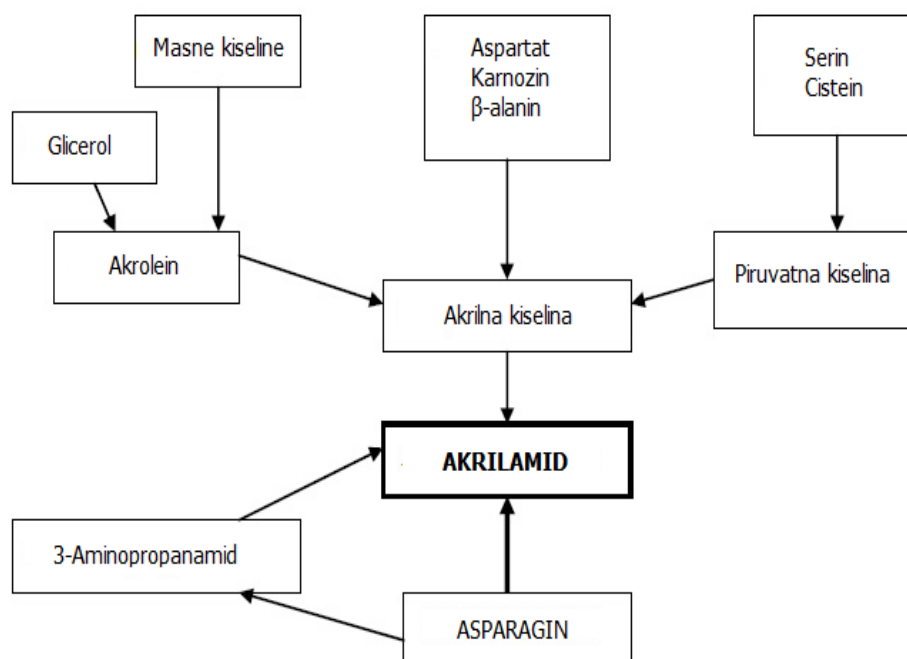 Masne kiseline
Aspartat
Karnozin
β-alanin
Serin
Cistein
Glicerol
Akrolein
Piruvatna kiselina
Akrilna kiselina
AKRILAMID
3-Aminopropanamid
ASPARAGIN